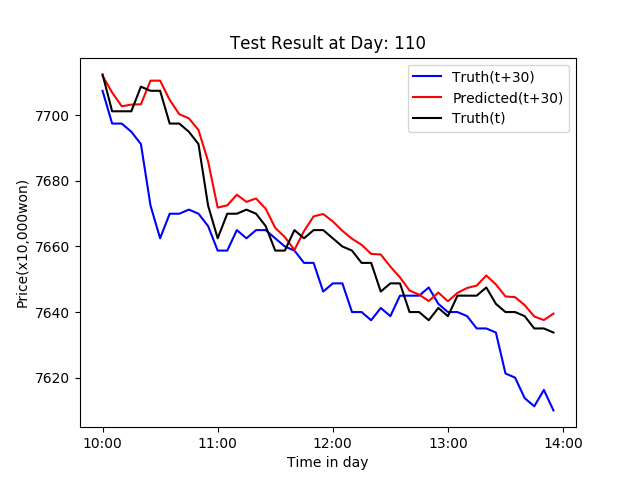 Test Result at Day: 110
Truth(t+30)
Predicted(t+30)
Truth(t)
Price(x10,000won)
7700
7680
7660
7640
7620
10:00 11:00 12:00 13:00 14:00
Time in day